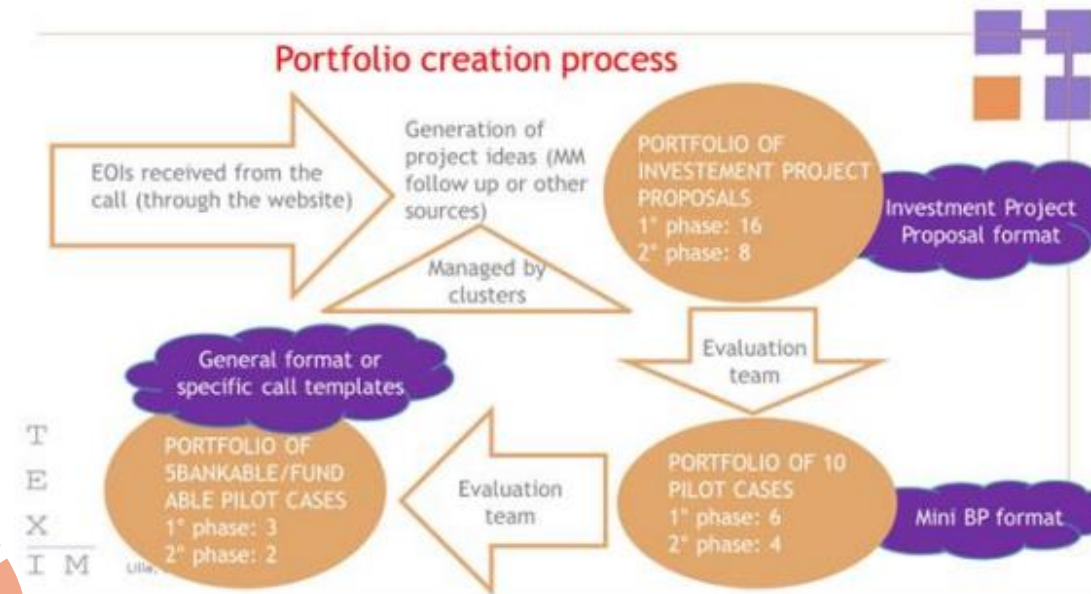 Portfolio creation process
EOIs received from the
call (through the website)
Generation of
project ideas (MM
follow up or other
sources)
Managed by
clusters
PORTFOLIO OF
INVESTEMENT PROJECT
PROPOSALS
1° phase: 16
2° phase: 8
Investment Project
Proposal format
Evaluation
team
PORTFOLIO OF 10
PILOT CASES
1° phase: 6
2° phase: 4
Mini BP format
Evaluation
team
General format or
specific call templates
PORTFOLIO OF
5BANKABLE/FUND
ABLE PILOT CASES
1° phase: 3
2° phase: 2
T
E
X
I M
Lille,